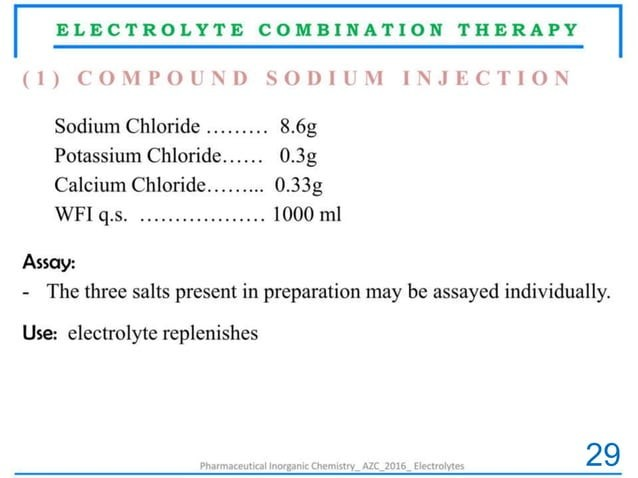 ELECTROLYTE COMBINATION THERAPY
(1) COMPOUND SODIUM INJECTION
Sodium Chloride ......... 8.6g
Potassium Chloride...... 0.3g
Calcium Chloride......... 0.33g
WFI q.s. .................. 1000 ml
Assay:
- The three salts present in preparation may be assayed individually.
Use: electrolyte replenishes
Pharmaceutical Inorganic Chemistry_ AZC_2016_ Electrolytes
29